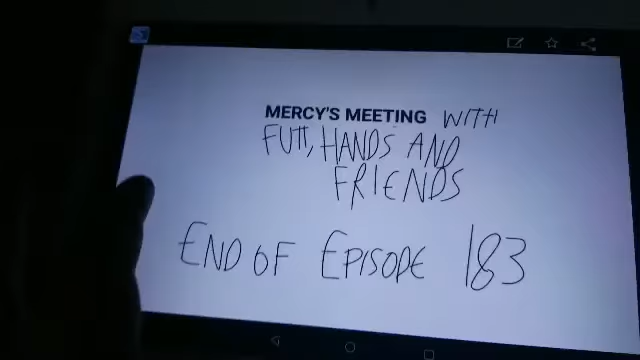 MERCY'S MEETING WITH
FUTT, HANDS AND
FRIENDS
END OF EPISODE 183